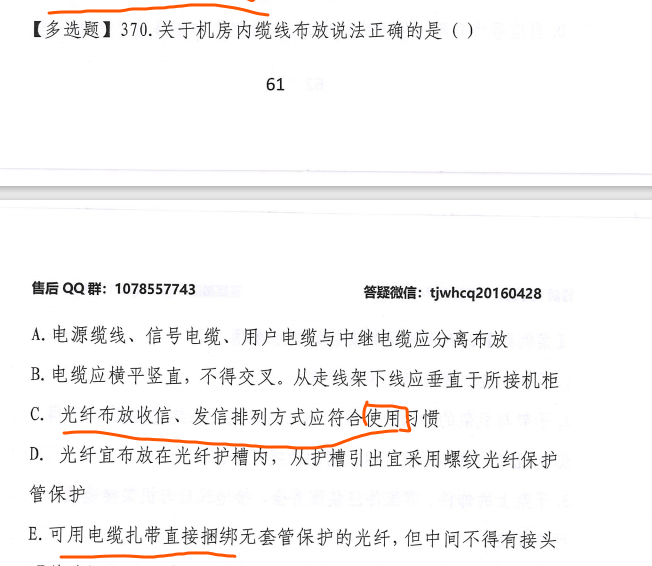 【多选题】370.关于机房内缆线布放说法正确的是（ ）
61
售后 QQ 群：1078557743 答疑微信：tjwhcq20160428
A.电源缆线、信号电缆、用户电缆与中继电缆应分离布放
B.电缆应横平竖直，不得交叉。从走线架下线应垂直于所接机柜
C. 光纤布放收信、发信排列方式应符合使用习惯
D. 光纤宜布放在光纤护槽内，从护槽引出宜采用螺纹光纤保护
管保护
E.可用电缆扎带直接捆绑无套管保护的光纤,但中间不得有接头